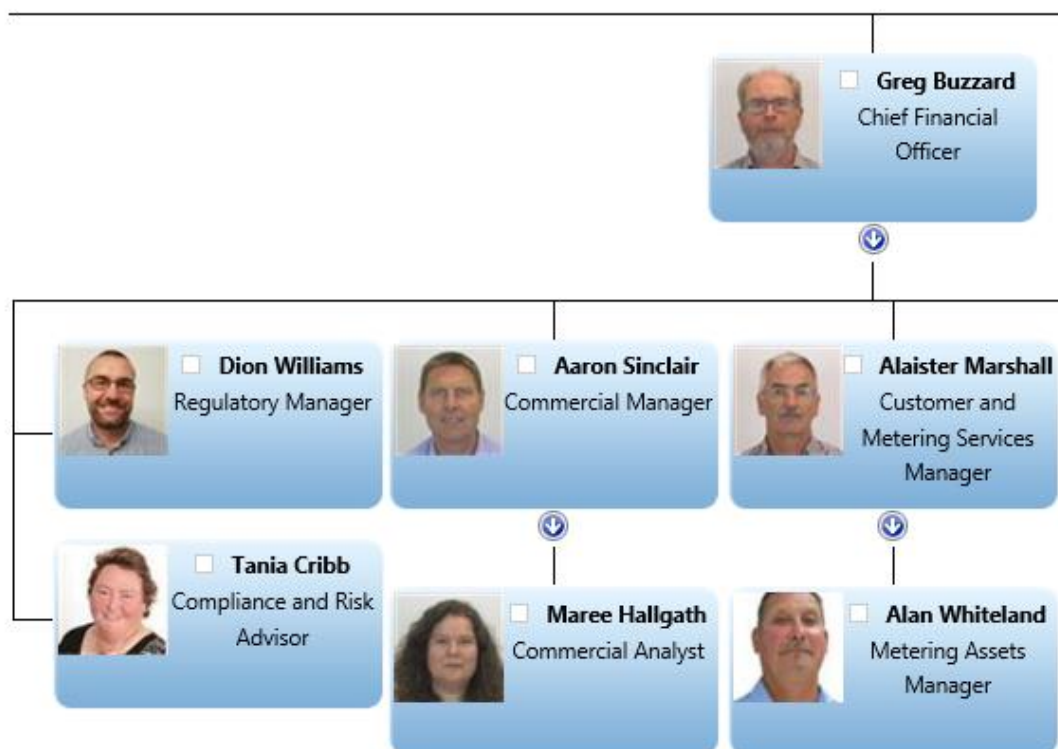 Greg Buzzard
Chief Financial
Officer
Dion Williams
Regulatory Manager
Aaron Sinclair
Commercial Manager
Alaister Marshall
Customer and
Metering Services
Manager
Tania Cribb
Compliance and Risk
Advisor
Maree Hallgath
Commercial Analyst
Alan Whiteland
Metering Assets
Manager